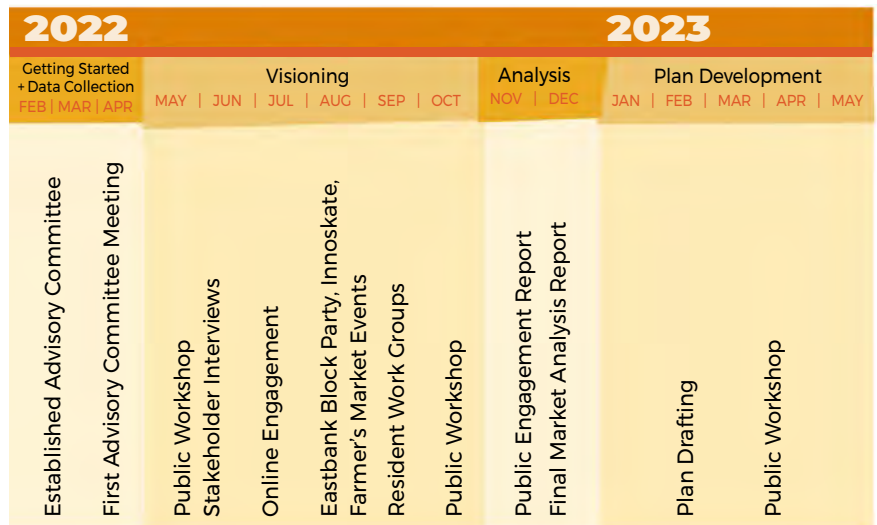 2022
2023
Getting Started
+ Data Collection
FEB | MAR | APR
Visioning
MAY | JUN | JUL | AUG | SEP | OCT
Analysis
NOV | DEC
Plan Development
JAN | FEB | MAR | APR | MAY
Established Advisory Committee
First Advisory Committee Meeting
Public Workshop
Stakeholder Interviews
Online Engagement
Eastbank Block Party, Innoskate,
Farmer's Market Events
Resident Work Groups
Public Workshop
Public Engagement Report
Final Market Analysis Report
Plan Drafting
Public Workshop